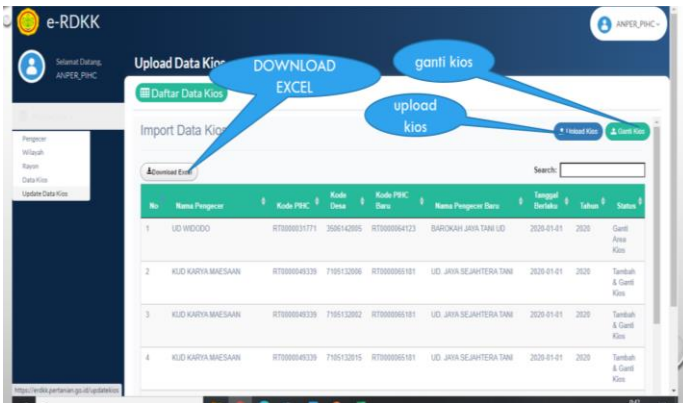 e-RDKK
ANPER_PIHC
Selamat Datang,
ANPER_PIHC
Upload Data Kios
DOWNLOAD
EXCEL
ganti kios
Daftar Data Kios
upload
kios
Import Data Kios
Upload Kios
Ganti Kios
Pengecer
Wilayah
Rayon
Data Kios
Update Data Kios
Download Excel
Search:
No Nama Pengecer Kode PIHC Kode Desa Kode PIHC Baru Nama Pengecer Baru Tanggal Berlaku Tahun Status
1 UD WIDODO RT0000031771 3506142005 RT0000064123 BAROKAH JAYA TANI UD 2020-01-01 2020 Ganti Area Kios
2 KUD KARYA MAESAAN RT0000049339 7105132006 RT0000065181 UD. JAYA SEJAHTERA TANI 2020-01-01 2020 Tambah & Ganti Kios
3 KUD KARYA MAESAAN RT0000049339 7105132002 RT0000065181 UD. JAYA SEJAHTERA TANI 2020-01-01 2020 Tambah & Ganti Kios
4 KUD KARYA MAESAAN RT0000049339 7105132015 RT0000065181 UD. JAYA SEJAHTERA TANI 2020-01-01 2020 Tambah & Ganti Kios
https://erdkk.pertanian.go.id/updatekios